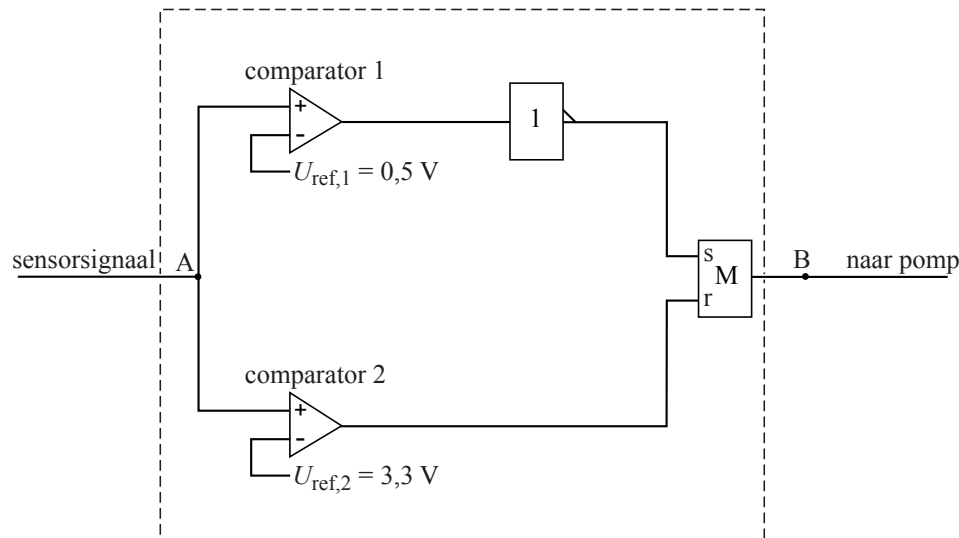 comparator 1
+
-
U_ref,1 = 0,5 V
1
sensorsignaal A
s
M
r
B naar pomp
comparator 2
+
-
U_ref,2 = 3,3 V